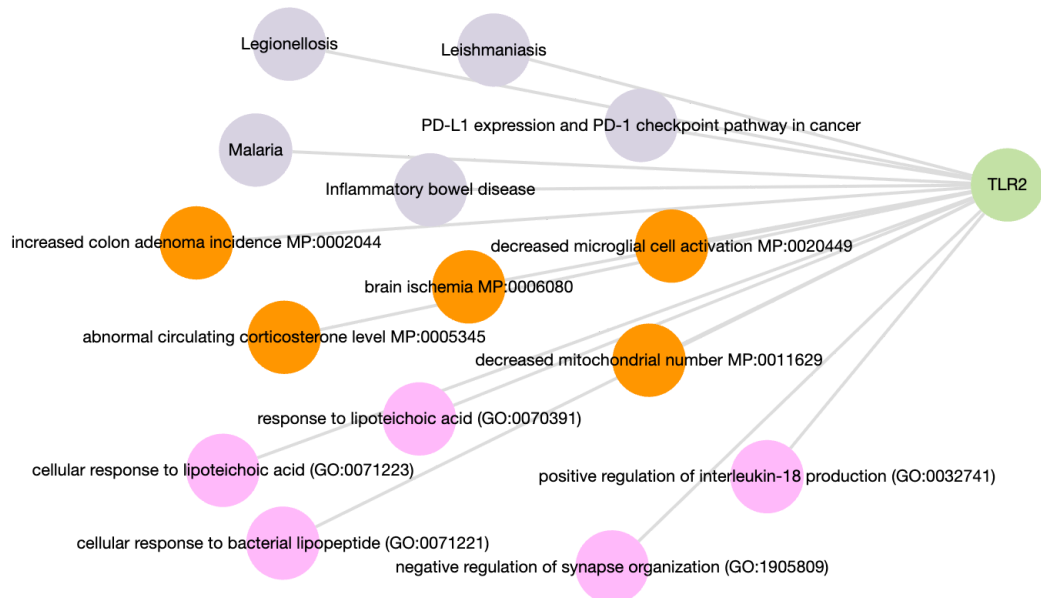 Legionellosis
Leishmaniasis
PD-L1 expression and PD-1 checkpoint pathway in cancer
Malaria
Inflammatory bowel disease
TLR2
increased colon adenoma incidence MP:0002044
decreased microglial cell activation MP:0020449
brain ischemia MP:0006080
abnormal circulating corticosterone level MP:0005345
decreased mitochondrial number MP:0011629
response to lipoteichoic acid (GO:0070391)
cellular response to lipoteichoic acid (GO:0071223)
positive regulation of interleukin-18 production (GO:0032741)
cellular response to bacterial lipopeptide (GO:0071221)
negative regulation of synapse organization (GO:1905809)